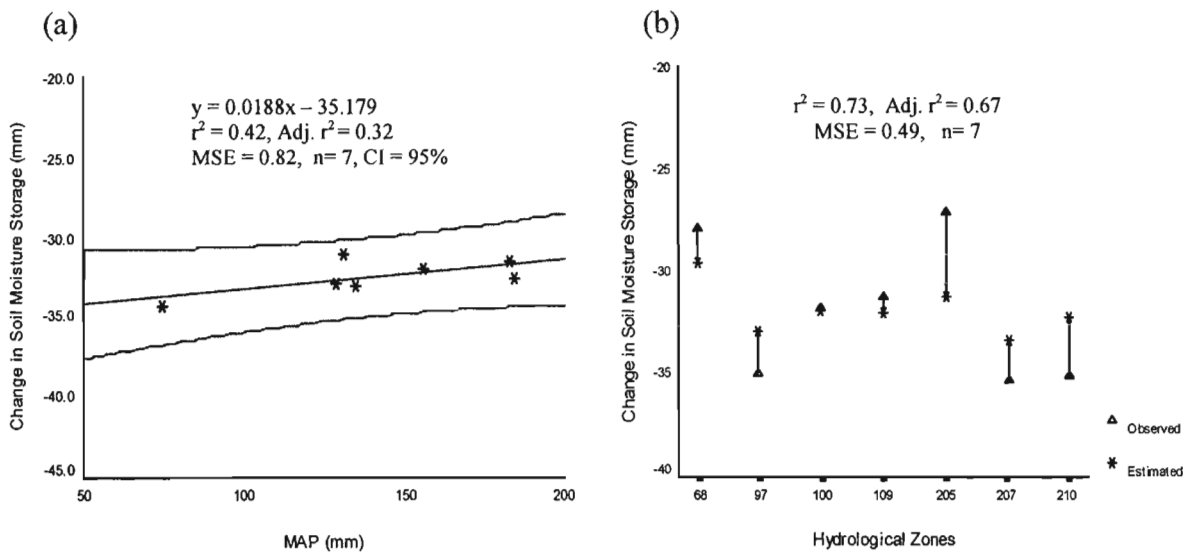 (a)
y = 0.0188x – 35.179
r² = 0.42, Adj. r² = 0.32
MSE = 0.82, n= 7, CI = 95%
Change in Soil Moisture Storage (mm)
-20.0
-25.0
-30.0
-35.0
-40.0
-45.0
50 100 150 200
MAP (mm)
(b)
r² = 0.73, Adj. r² = 0.67
MSE = 0.49, n= 7
Change in Soil Moisture Storage (mm)
-20
-25
-30
-35
-40
68 97 100 109 205 207 210
Hydrological Zones
Observed
Estimated